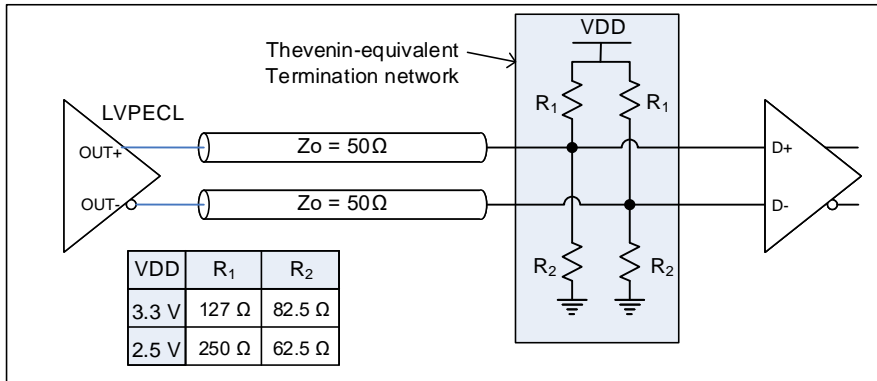 VDD
Thevenin-equivalent
Termination network
R₁
R₁
LVPECL
OUT+
Zo = 50Ω
D+
OUT-
Zo = 50Ω
D-
R₂
R₂
VDD R₁ R₂
3.3 V 127 Ω 82.5 Ω
2.5 V 250 Ω 62.5 Ω